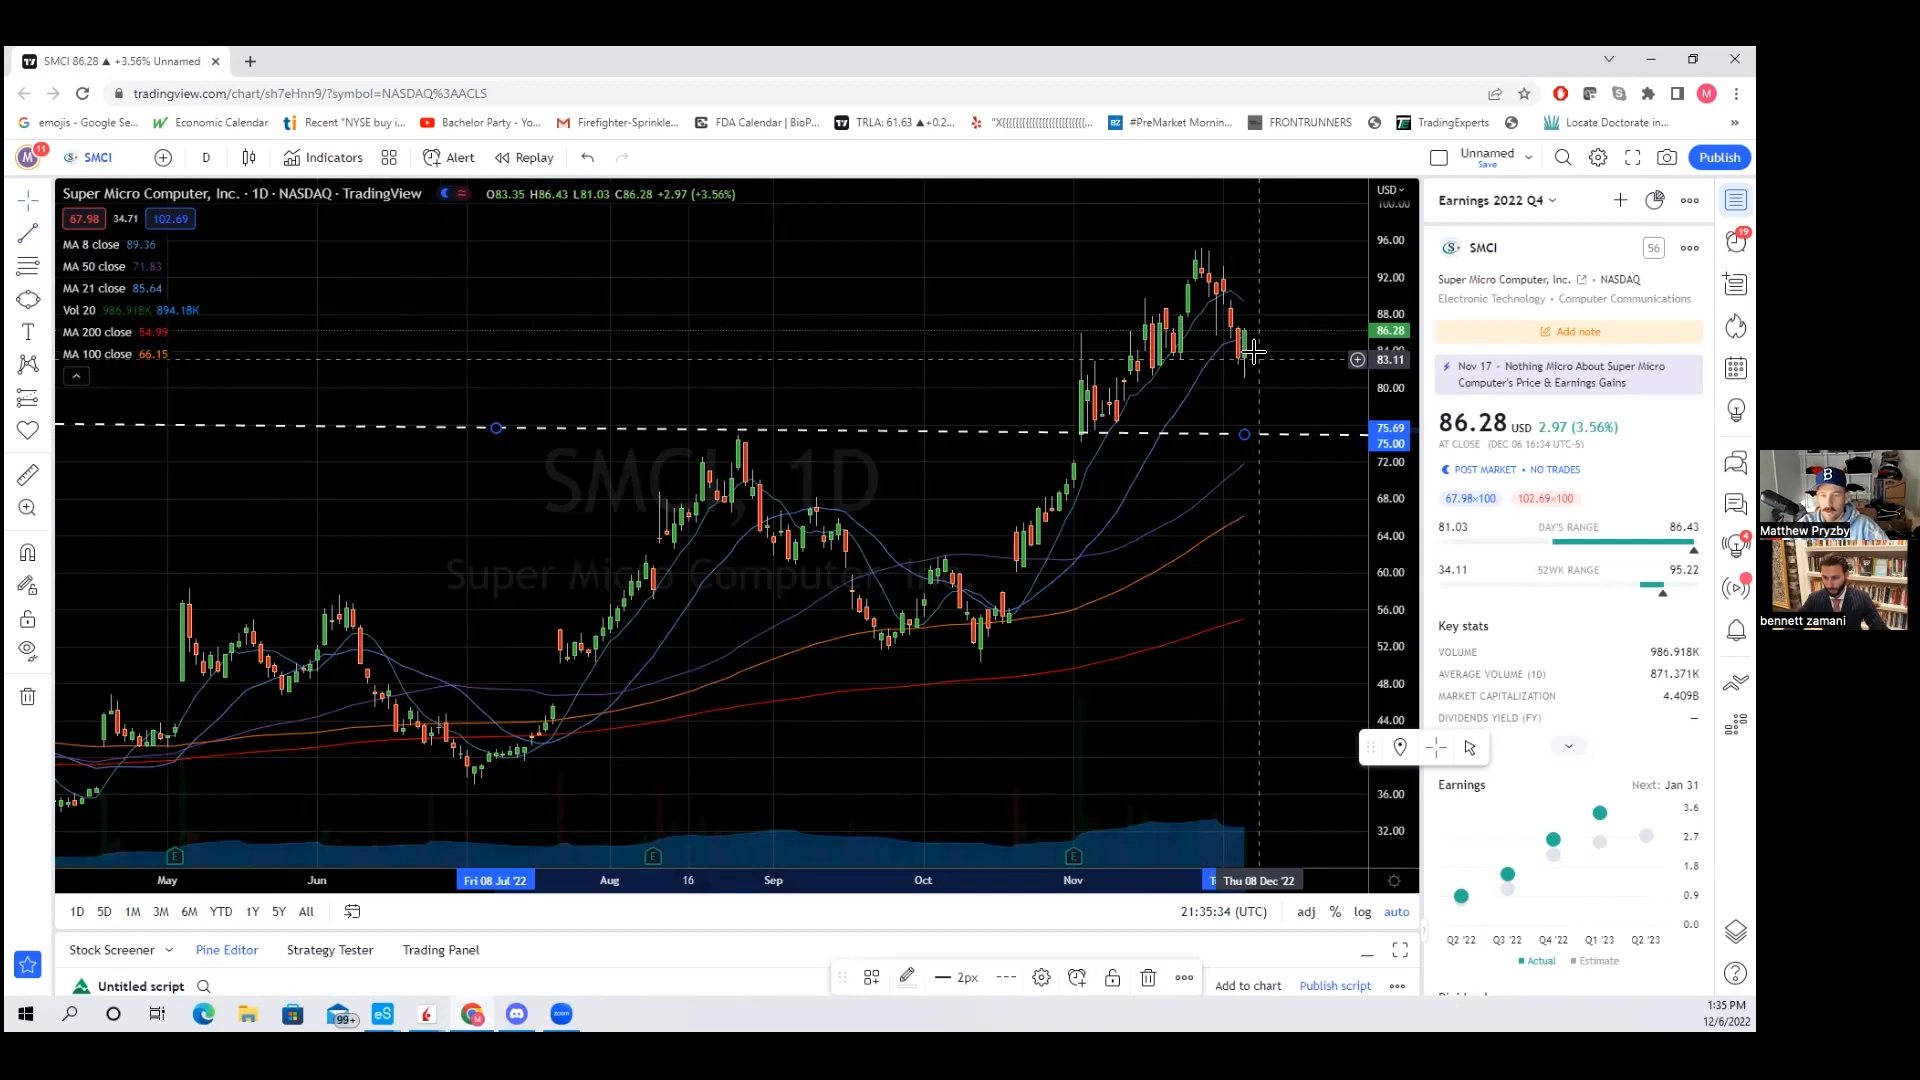 SMCI 86.28 ▲ +3.56% Unnamed
tradingview.com/chart/sh7eHnn9/?symbol=NASDAQ%3AACLS
emojis - Google Se... Economic Calendar Recent "NYSE buy i... Bachelor Party - Yo... Firefighter-Sprinkle... FDA Calendar | BioP... TRLA: 61.63 ▲+0.2... "X{{{{{{{{{{{{{{{{{{{{{{{{{... #PreMarket Mornin... FRONTRUNNERS TradingExperts Locate Doctorate in... »
M 11 SMCI D Indicators Alert Replay Unnamed Save Publish
Super Micro Computer, Inc. · 1D · NASDAQ · TradingView O83.35 H86.43 L81.03 C86.28 +2.97 (+3.56%)
67.98 34.71 102.69
MA 8 close 89.36
MA 50 close 71.83
MA 21 close 85.64
Vol 20 986.918K 894.18K
MA 200 close 54.99
MA 100 close 66.15
SMCI, 1D
Super Micro Computer, Inc.
USD
100.00
96.00
92.00
88.00
86.28
84.00
83.11
80.00
75.69
75.00
72.00
68.00
64.00
60.00
56.00
52.00
48.00
44.00
36.00
32.00
E E E
May Jun Fri 08 Jul '22 Aug 16 Sep Oct Nov Thu 08 Dec '22
1D 5D 1M 3M 6M YTD 1Y 5Y All 21:35:34 (UTC) adj % log auto
Stock Screener Pine Editor Strategy Tester Trading Panel
Untitled script 2px Add to chart Publish script
Earnings 2022 Q4
SMCI 56
Super Micro Computer, Inc. • NASDAQ
Electronic Technology • Computer Communications
Add note
Nov 17 • Nothing Micro About Super Micro
Computer's Price & Earnings Gains
86.28 USD 2.97 (3.56%)
AT CLOSE (DEC 06 16:34 UTC-5)
POST MARKET • NO TRADES
67.98×100 102.69×100
81.03 DAY'S RANGE 86.43
34.11 52WK RANGE 95.22
Key stats
VOLUME 986.918K
AVERAGE VOLUME (10) 871.371K
MARKET CAPITALIZATION 4.409B
DIVIDENDS YIELD (FY) —
Earnings Next: Jan 31
3.6
2.7
1.8
0.9
0.0
Q2 '22 Q3 '22 Q4 '22 Q1 '23 Q2 '23
Actual Estimate
19
4
B
Matthew Pryzby
bennett zamani
99+ eS zoom
1:35 PM
12/6/2022